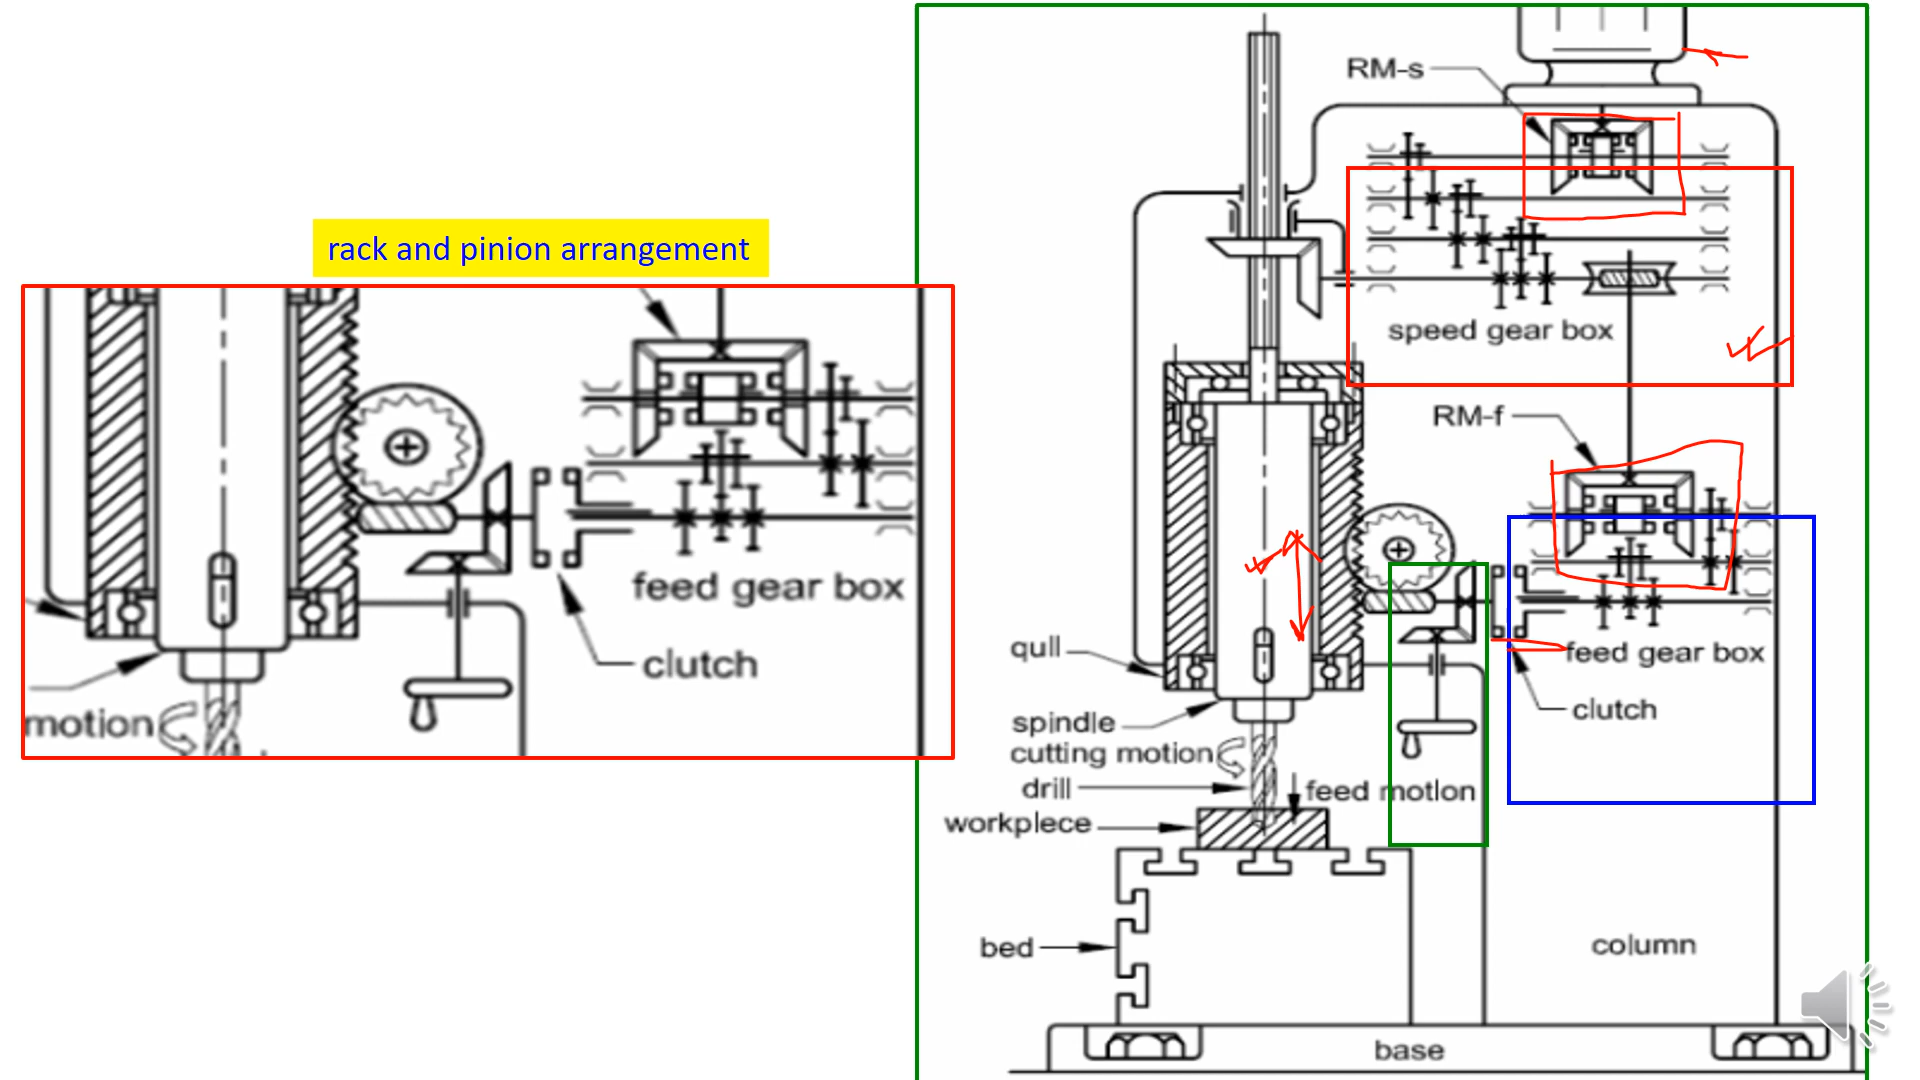 rack and pinion arrangement
feed gear box
clutch
motion
RM-s
speed gear box
RM-f
feed gear box
clutch
qull
spindle
cutting motion
drill
feed motlon
workplece
bed
column
base